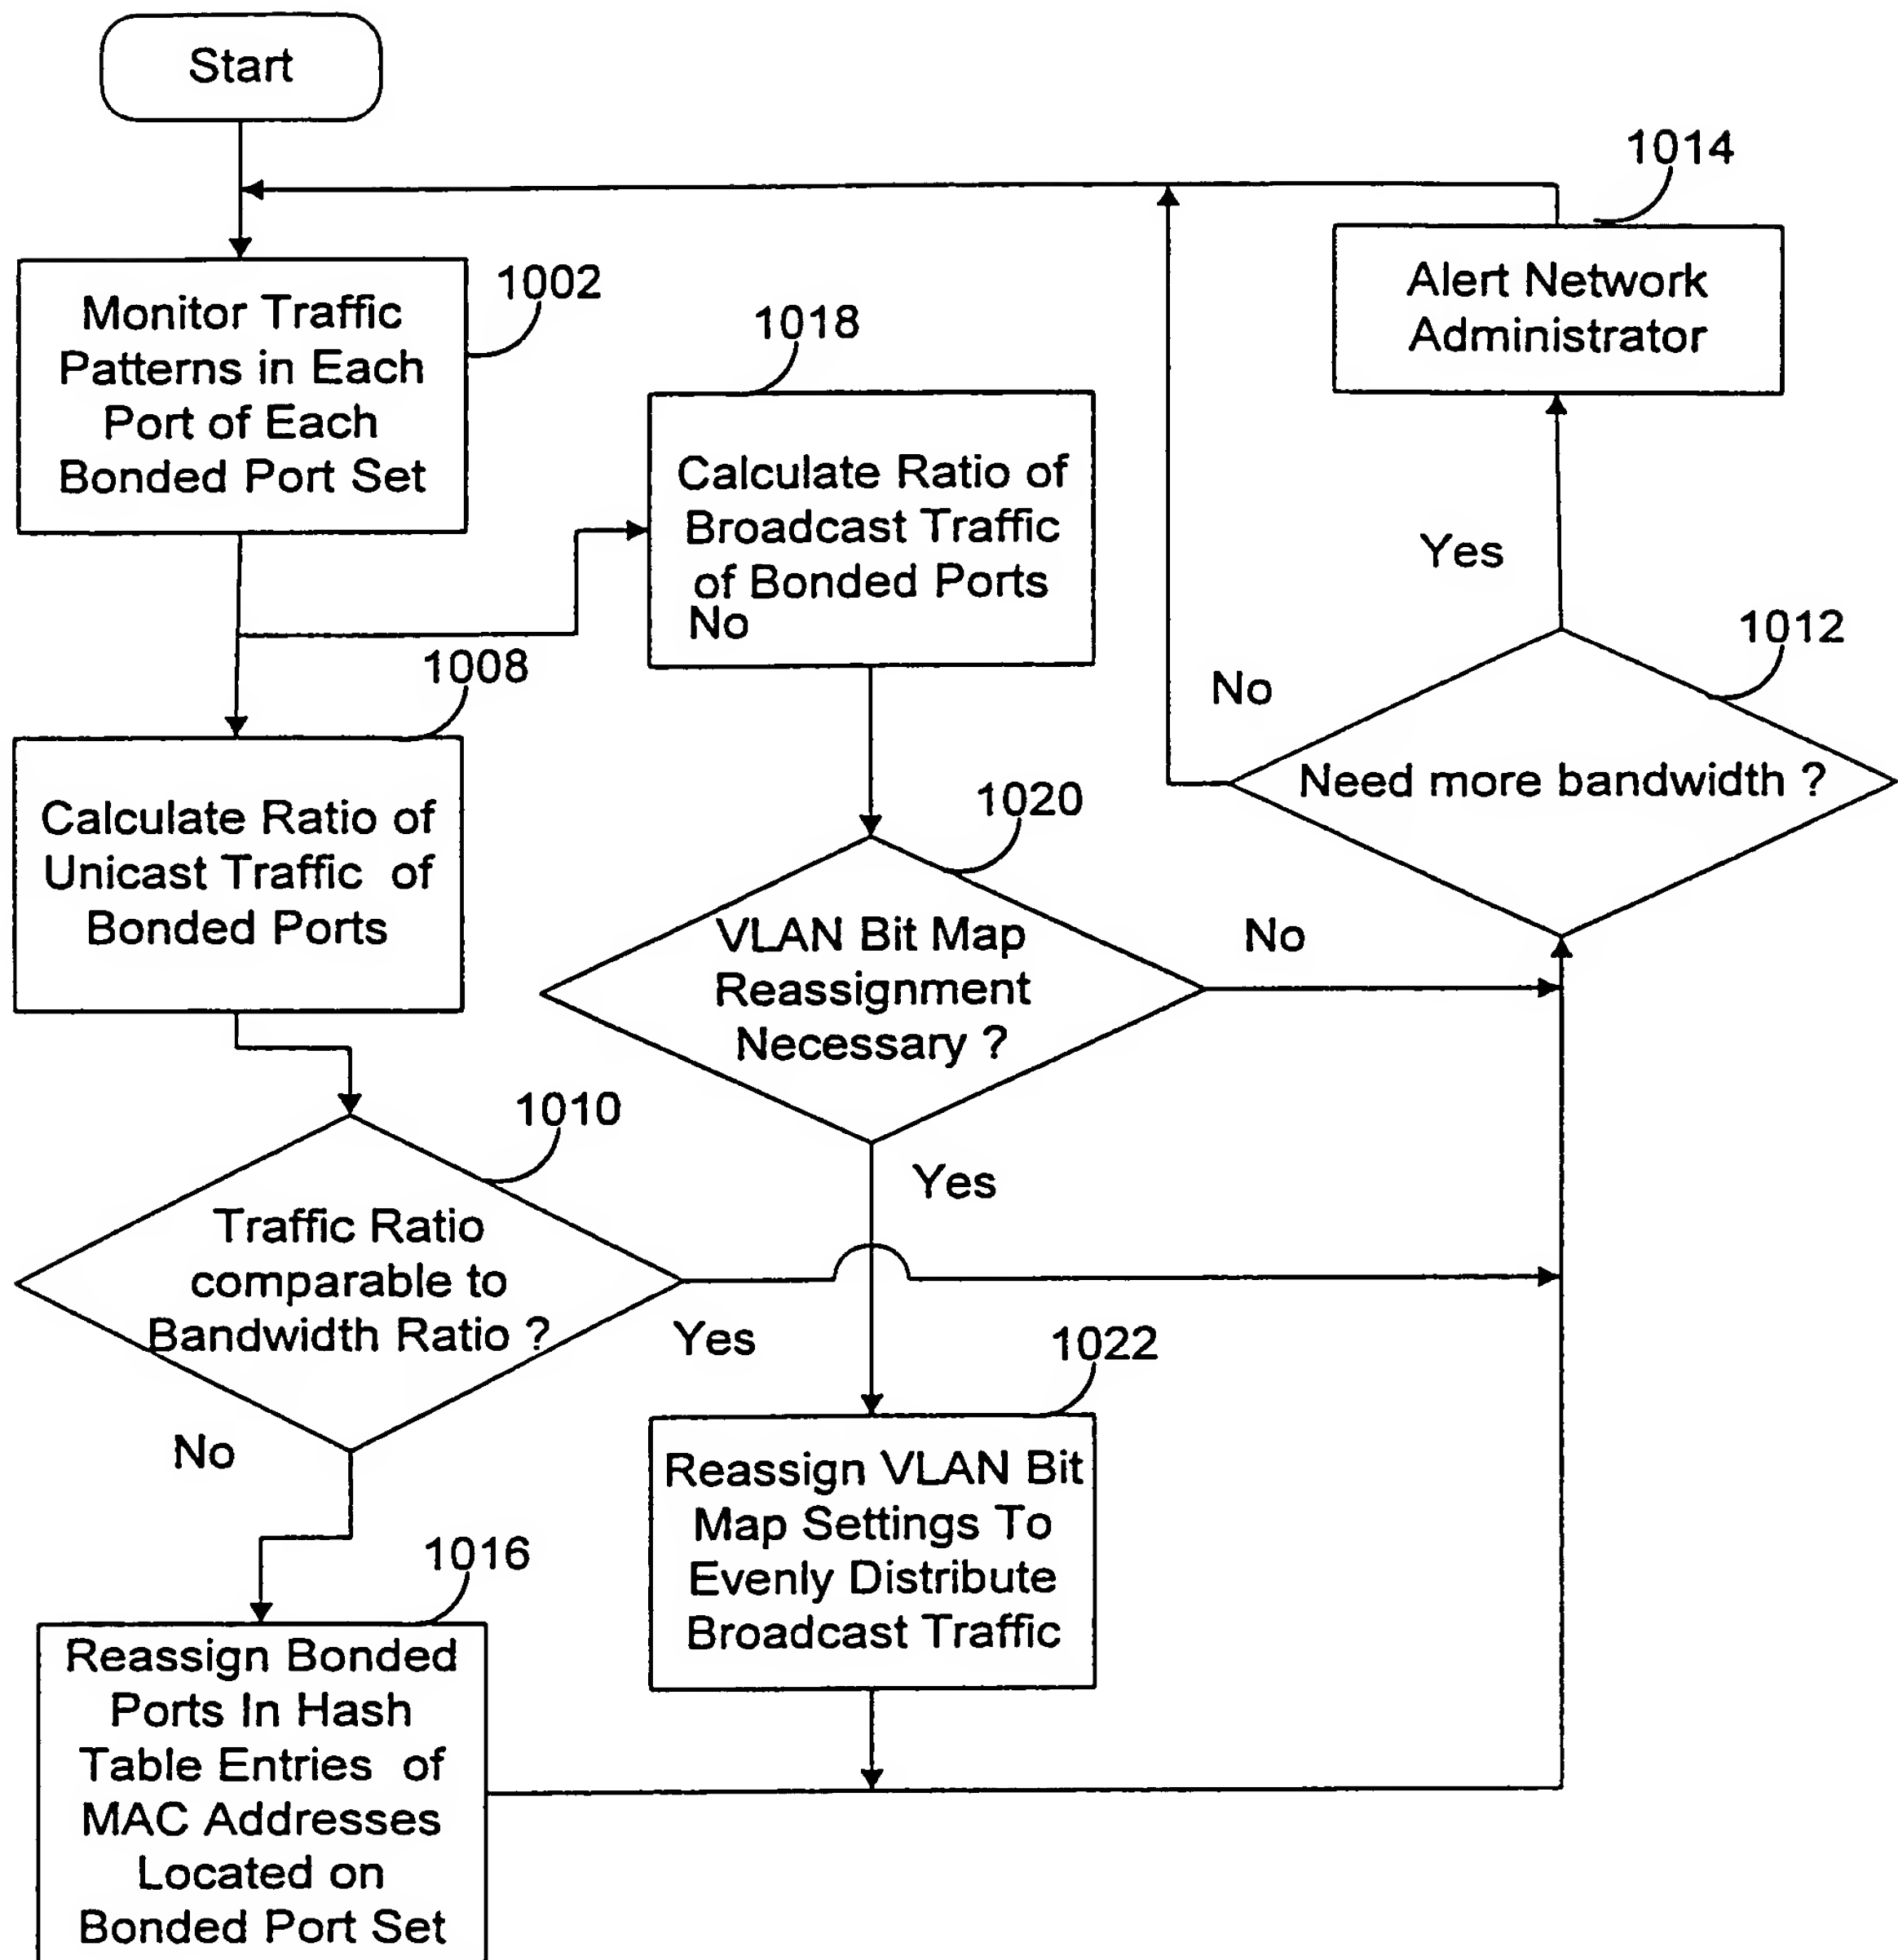 Start
1014
Alert Network
Administrator
1002
Monitor Traffic
Patterns in Each
Port of Each
Bonded Port Set
1018
Calculate Ratio of
Broadcast Traffic
of Bonded Ports
No
Yes
1012
No
Need more bandwidth ?
1008
Calculate Ratio of
Unicast Traffic of
Bonded Ports
1020
VLAN Bit Map
Reassignment
Necessary ?
No
Yes
1010
Traffic Ratio
comparable to
Bandwidth Ratio ?
Yes
No
1022
Reassign VLAN Bit
Map Settings To
Evenly Distribute
Broadcast Traffic
1016
Reassign Bonded
Ports In Hash
Table Entries of
MAC Addresses
Located on
Bonded Port Set